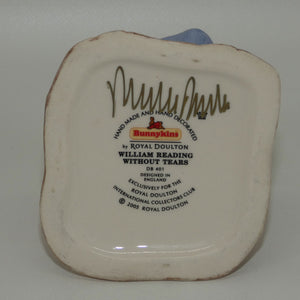 HAND MADE AND HAND DECORATED
Bunnykins
by ROYAL DOULTON
WILLIAM READING
WITHOUT TEARS
DB 401
DESIGNED IN
ENGLAND
EXCLUSIVELY FOR THE
ROYAL DOULTON
INTERNATIONAL COLLECTORS CLUB
© 2005 ROYAL DOULTON